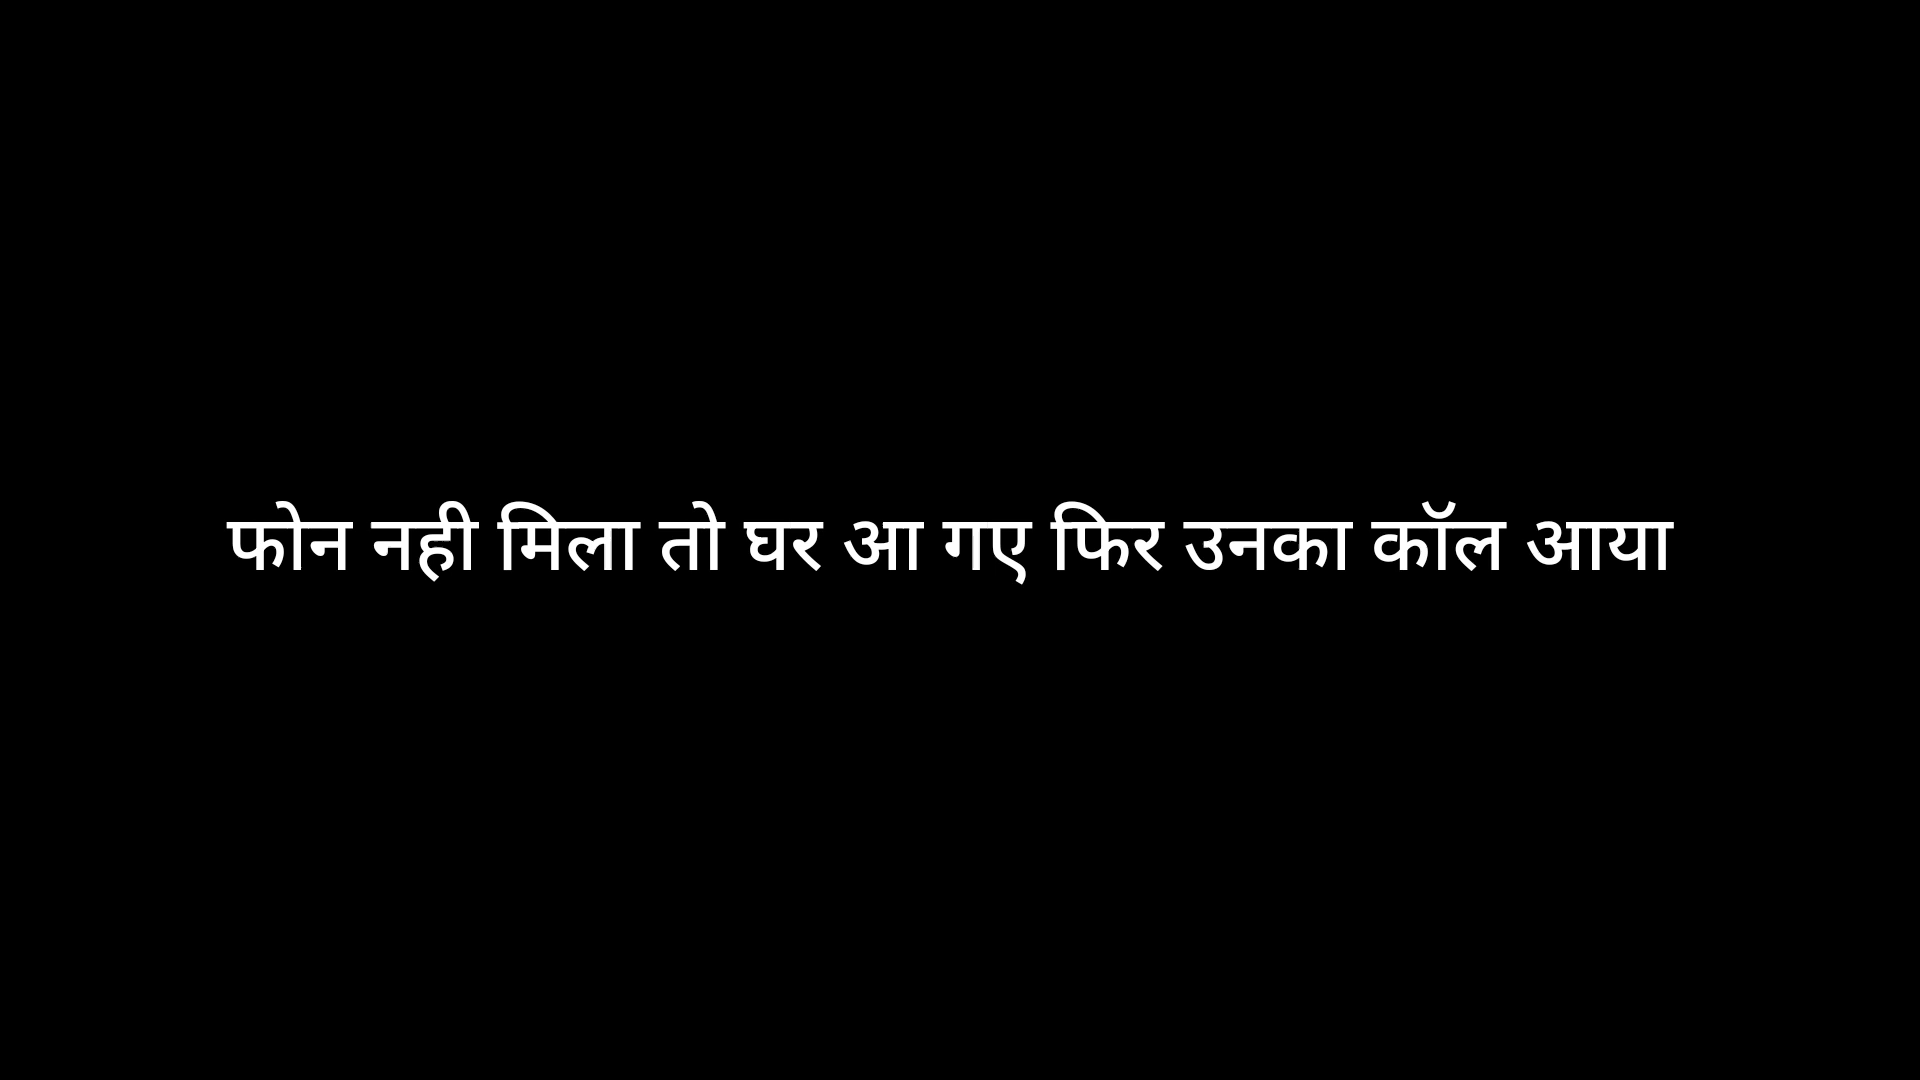 फोन नही मिला तो घर आ गए फिर उनका कॉल आया